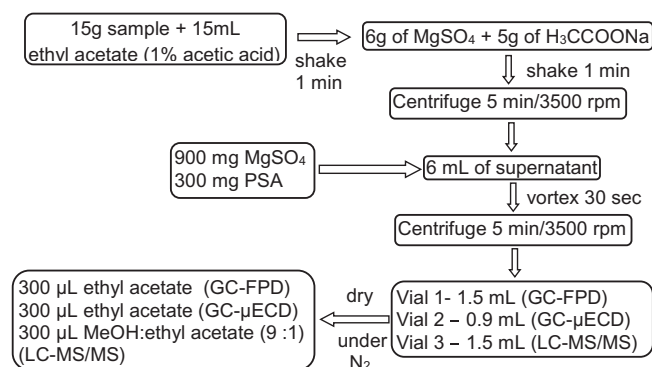 15g sample + 15mL
ethyl acetate (1% acetic acid)
shake
1 min
6g of MgSO₄ + 5g of H₃CCOONa
shake 1 min
Centrifuge 5 min/3500 rpm
900 mg MgSO₄
300 mg PSA
6 mL of supernatant
vortex 30 sec
Centrifuge 5 min/3500 rpm
Vial 1- 1.5 mL (GC-FPD)
Vial 2 – 0.9 mL (GC-µECD)
Vial 3 – 1.5 mL (LC-MS/MS)
dry
under
N₂
300 µL ethyl acetate (GC-FPD)
300 µL ethyl acetate (GC-µECD)
300 µL MeOH:ethyl acetate (9 :1)
(LC-MS/MS)